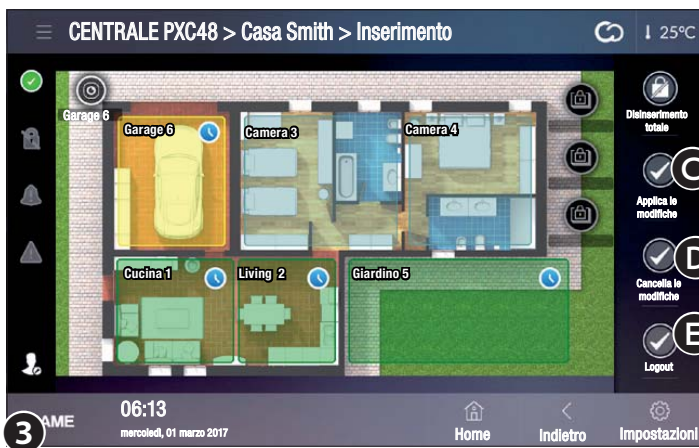 CENTRALE PXC48 > Casa Smith > Inserimento
25°C
Garage 6
Garage 6
Camera 3
Camera 4
Disinserimento
totale
C
Applica le
modifiche
Cucina 1
Living 2
Giardino 5
D
Cancella le
modifiche
E
Logout
3
AME
06:13
mercoledì, 01 marzo 2017
Home
Indietro
Impostazioni